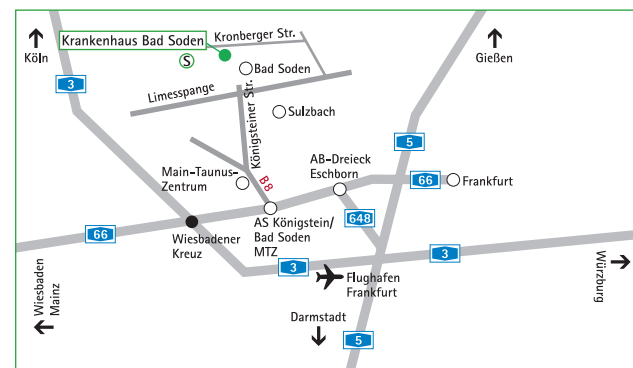 Köln
Krankenhaus Bad Soden
Kronberger Str.
Gießen
S
Bad Soden
3
Limesspange
Königsteiner Str.
Sulzbach
5
AB-Dreieck
Eschborn
Main-Taunus-
Zentrum
B8
66
Frankfurt
648
66
Wiesbadener
Kreuz
AS Königstein/
Bad Soden
MTZ
3
3
Flughafen
Frankfurt
Wiesbaden
Mainz
Würzburg
Darmstadt
5